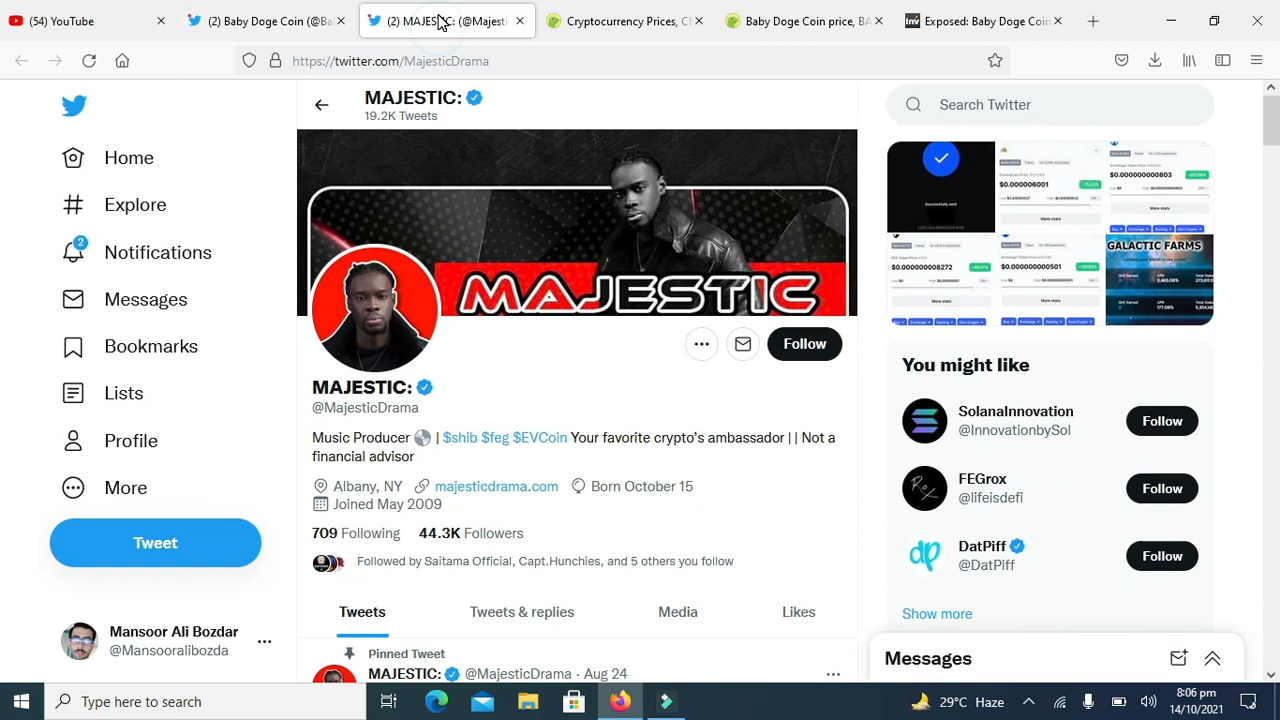 (54) YouTube
(2) Baby Doge Coin (@Bal
(2) MAJESTIC: (@Majesti
Cryptocurrency Prices, Ch
Baby Doge Coin price, BA
Exposed: Baby Doge Coin
https://twitter.com/MajesticDrama
MAJESTIC:
19.2K Tweets
Search Twitter
Home
Explore
2
Notifications
Messages
Bookmarks
Lists
Profile
More
Tweet
Mansoor Ali Bozdar
@Mansooralibozda
MAJESTIC
Follow
MAJESTIC:
@MajesticDrama
Music Producer | $shib $feg $EVCoin Your favorite crypto's ambassador | | Not a
financial advisor
Albany, NY majesticdrama.com Born October 15
Joined May 2009
709 Following 44.3K Followers
Followed by Saitama Official, Capt.Hunchies, and 5 others you follow
Tweets
Tweets & replies
Media
Likes
Pinned Tweet
MAJESTIC: @MajesticDrama · Aug 24
Successfully sent
$0.000006001
More stats
$0.000000000803
More stats
$0.000000008272
More stats
$0.000000000501
More stats
GALACTIC FARMS
You might like
SolanaInnovation
@InnovationbySol
Follow
FEGrox
@lifeisdefi
Follow
DatPiff
@DatPiff
Follow
Show more
Messages
Type here to search
29°C Haze
8:06 pm
14/10/2021